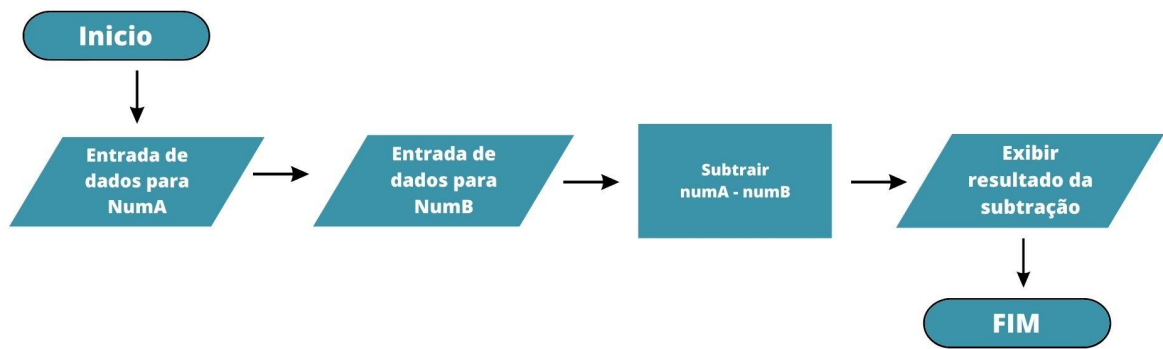 Inicio
Entrada de
dados para
NumA
Entrada de
dados para
NumB
Subtrair
numA - numB
Exibir
resultado da
subtração
FIM